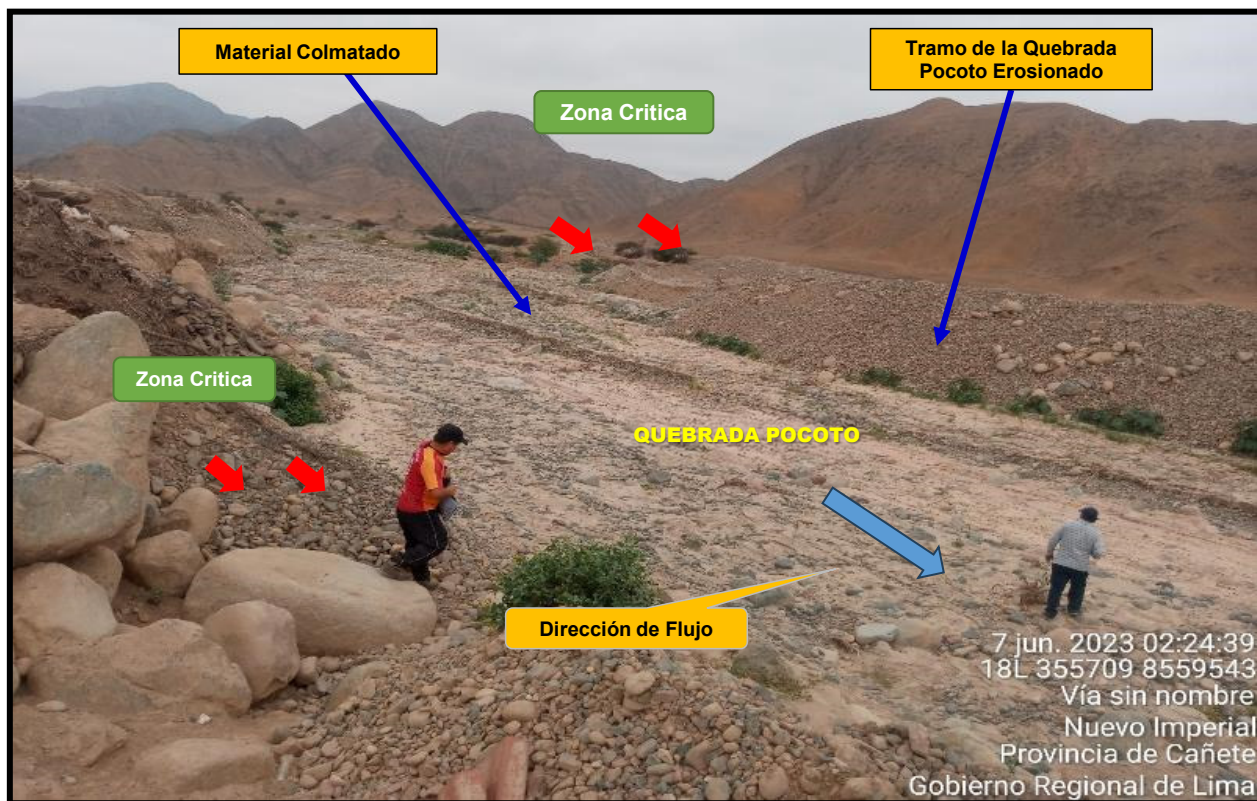 Material Colmatado
Tramo de la Quebrada
Pocoto Erosionado
Zona Critica
Zona Critica
QUEBRADA POCOTO
Dirección de Flujo
7 jun. 2023 02:24:39
18L 355709 8559543
Vía sin nombre
Nuevo Imperial
Provincia de Cañete
Gobierno Regional de Lima